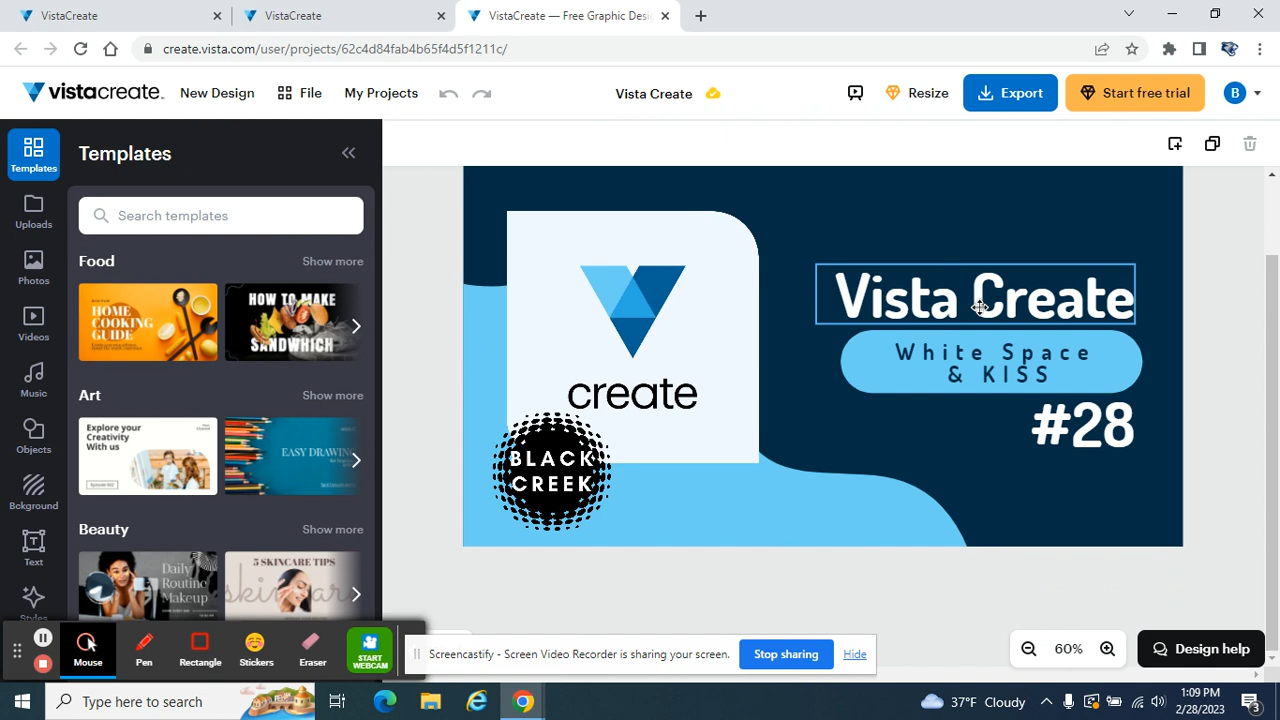 VistaCreate
VistaCreate
VistaCreate — Free Graphic Desi
create.vista.com/user/projects/62c4d84fab4b65f4d5f1211c/
vistacreate.
New Design
File
My Projects
Vista Create
Resize
Export
Start free trial
B
Templates
Templates
Search templates
Uploads
Photos
Videos
Music
Objects
Bckground
Text
Styles
Food
Show more
HOME
COOKING
GUIDE
HOW TO MAKE
SANDWHICH
Art
Show more
Explore your
Creativity
With us
EASY DRAWIN
Beauty
Show more
Daily
Routine
Makeup
5 SKINCARE TIPS
skincare
create
BLACK
CREEK
Vista Create
White Space
& KISS
#28
Mouse
Pen
Rectangle
Stickers
Eraser
START
WEBCAM
Screencastify - Screen Video Recorder is sharing your screen.
Stop sharing
Hide
60%
Design help
Type here to search
37°F Cloudy
1:09 PM
2/28/2023
3